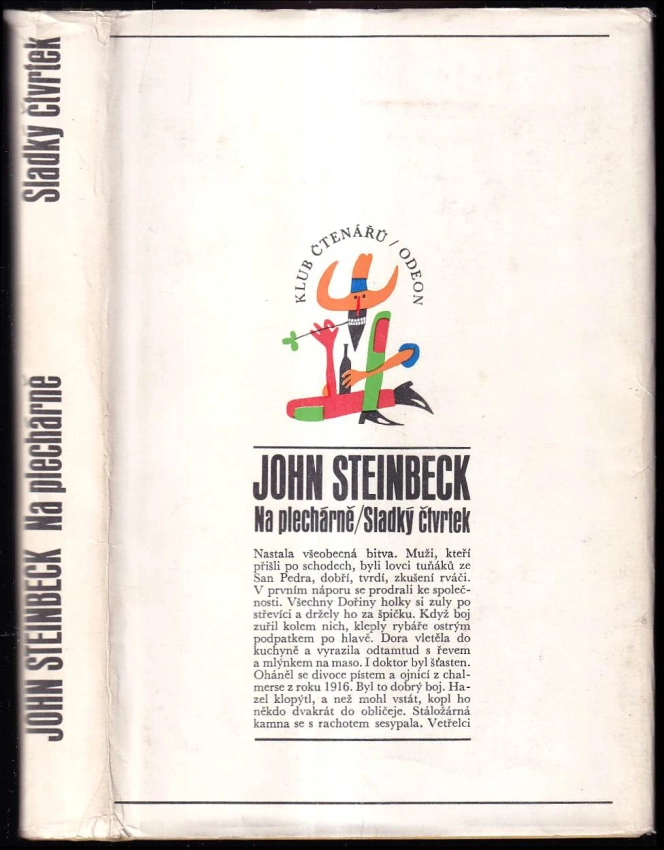 Sladký čtvrtek
Na plechárně
JOHN STEINBECK
KLUB ČTENÁŘŮ / ODEON
JOHN STEINBECK
Na plechárně/Sladký čtvrtek
Nastala všeobecná bitva. Muži, kteří
přišli po schodech, byli lovci tuňáků ze
San Pedra, dobří, tvrdí, zkušení rváči.
V prvním náporu se prodrali ke společ-
nosti. Všechny Dořiny holky si zuly po
střevíci a držely ho za špičku. Když boj
zuřil kolem nich, kleply rybáře ostrým
podpatkem po hlavě. Dora vletěla do
kuchyně a vyrazila odtamtud s řevem
a mlýnkem na maso. I doktor byl šťasten.
Oháněl se divoce pístem a ojnicí z chal-
merse z roku 1916. Byl to dobrý boj. Ha-
zel klopýtl, a než mohl vstát, kopl ho
někdo dvakrát do obličeje. Stáložárná
kamna se s rachotem sesypala. Vetřelci